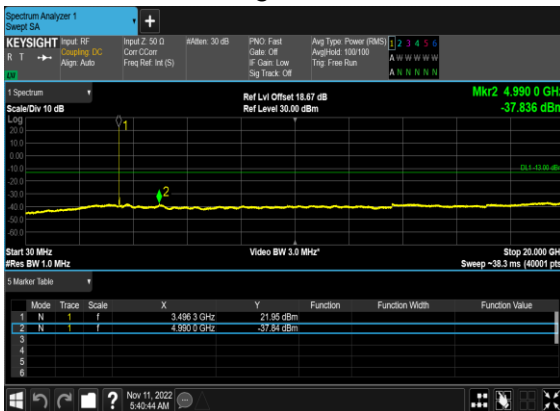 Spectrum Analyzer 1
Swept SA
KEYSIGHT Input: RF Input Z: 50 Ω #Atten: 30 dB PNO: Fast Avg Type: Power (RMS) 1 2 3 4 5 6
R T Coupling: DC Corr CCorr Gate: Off Avg|Hold: 100/100 A W W W W W
Align: Auto Freq Ref: Int (S) IF Gain: Low Trig: Free Run
LV Sig Track: Off A N N N N N
1 Spectrum Ref Lvl Offset 18.67 dB Mkr2 4.990 0 GHz
Scale/Div 10 dB Ref Level 30.00 dBm -37.836 dBm
Log
20.0 1
10.0
0.00
-10.0 DL1 -13.00 dBm
-20.0
-30.0 2
-40.0
-50.0
-60.0
Start 30 MHz Video BW 3.0 MHz* Stop 20.000 GHz
#Res BW 1.0 MHz Sweep ~38.3 ms (40001 pts)
5 Marker Table
Mode Trace Scale X Y Function Function Width Function Value
1 N 1 f 3.496 3 GHz 21.95 dBm
2 N 1 f 4.990 0 GHz -37.84 dBm
3
4
5
6
? Nov 11, 2022
5:40:44 AM